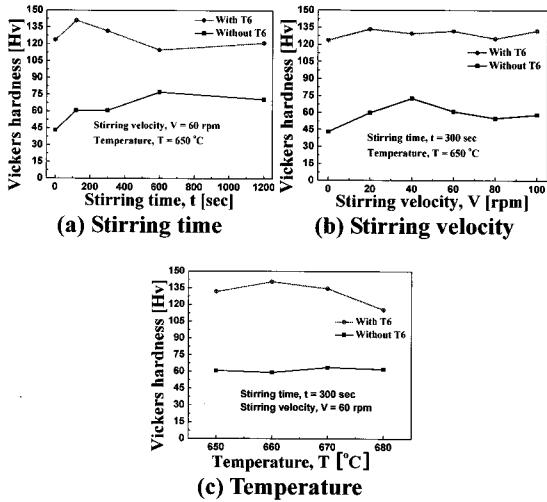 Vickers hardness [Hv]
150
135
120
105
90
75
60
45
30
15
0
With T6
Without T6
Stirring velocity, V = 60 rpm
Temperature, T = 650 °C
0 200 400 600 800 1000 1200
Stirring time, t [sec]
(a) Stirring time
Vickers hardness [Hv]
150
135
120
105
90
75
60
45
30
15
0
With T6
Without T6
Stirring time, t = 300 sec
Temperature, T = 650 °C
0 20 40 60 80 100
Stirring velocity, V [rpm]
(b) Stirring velocity
Vickers hardness [Hv]
150
135
120
105
90
75
60
45
30
15
0
With T6
Without T6
Stirring time, t = 300 sec
Stirring velocity, V = 60 rpm
650 660 670 680
Temperature, T [°C]
(c) Temperature